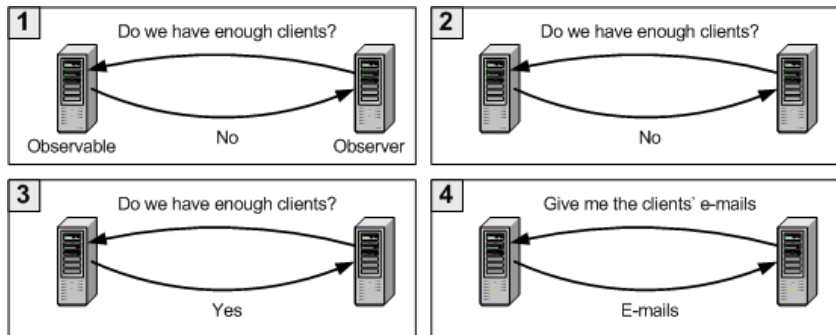 1
Do we have enough clients?
No
Observable
Observer
2
Do we have enough clients?
No
3
Do we have enough clients?
Yes
4
Give me the clients' e-mails
E-mails